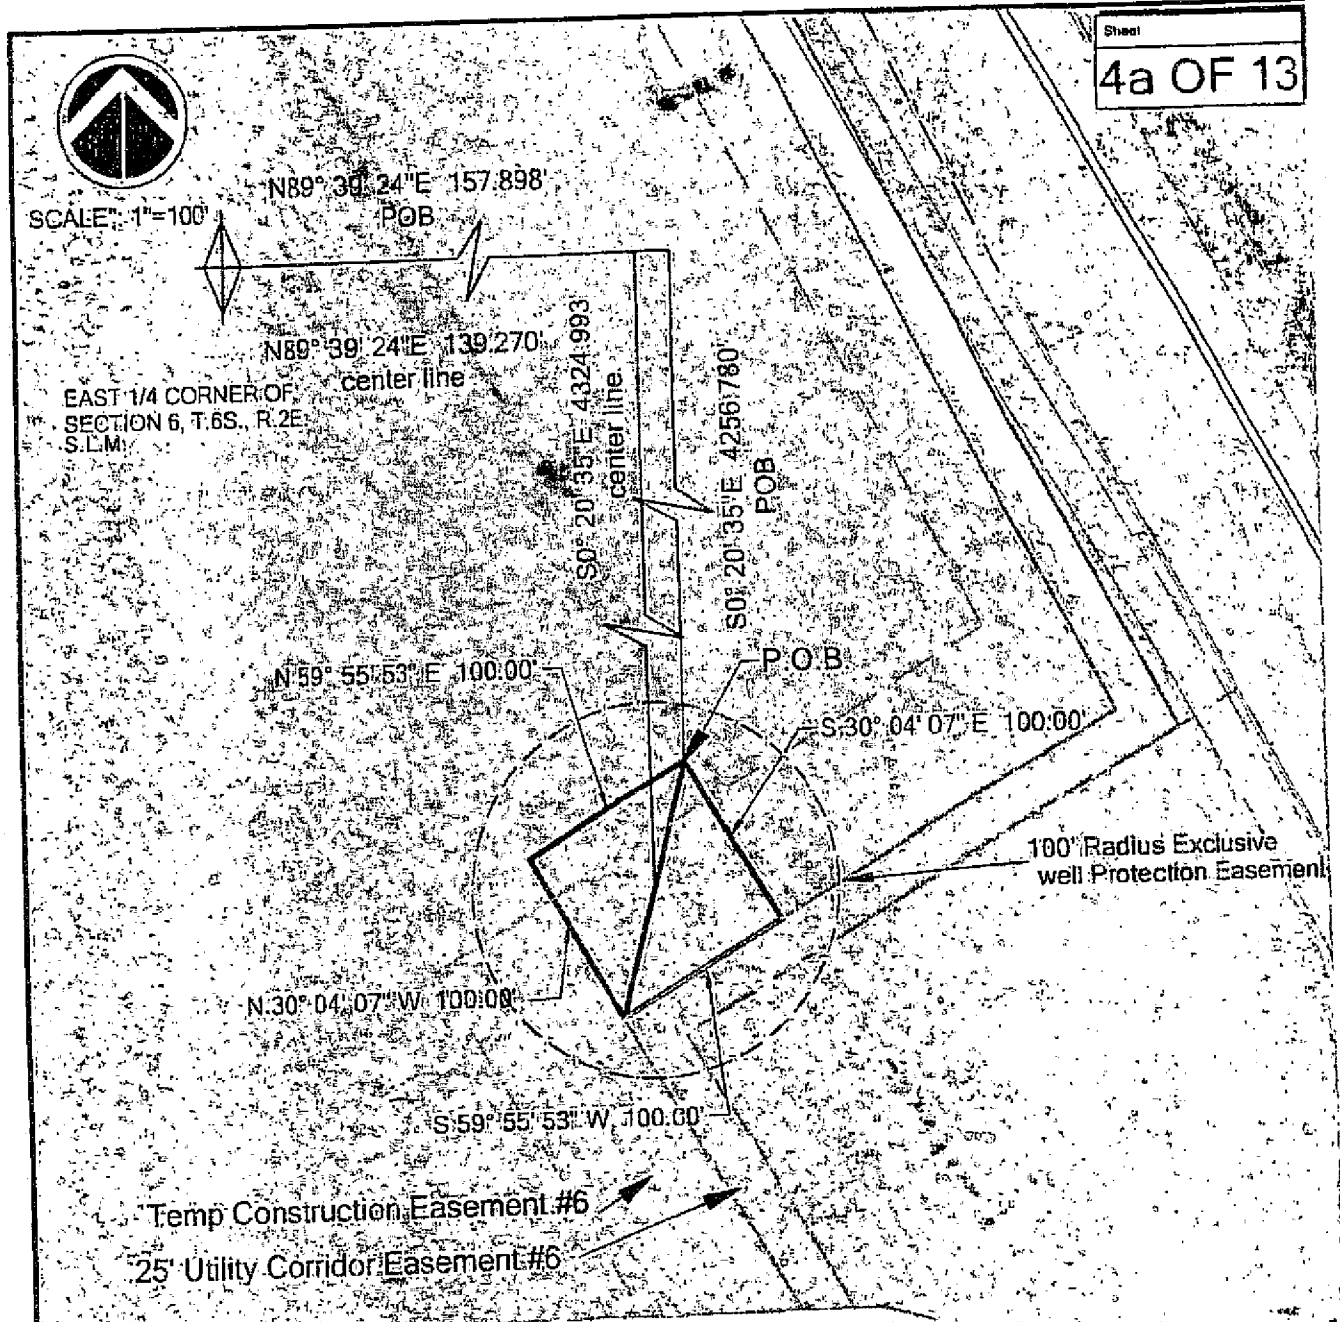 Sheet
4a OF 13
SCALE": 1"=100'
N89° 39' 24"E 157.898'
POB
N89° 39' 24"E 139.270'
center line
EAST 1/4 CORNER OF
SECTION 6, T.6S., R.2E.
S.L.M.
S0° 20' 35"E 4324.993
center line
S0° 20' 35"E 4256.780'
POB
N 59° 55' 53" E 100.00'
P.O.B
S 30° 04' 07" E 100.00'
100' Radius Exclusive
well Protection Easement
N.30° 04' 07" W. 100.00'
S 59° 55' 53" W. 100.00'
Temp Construction Easement #6
25' Utility Corridor Easement #6